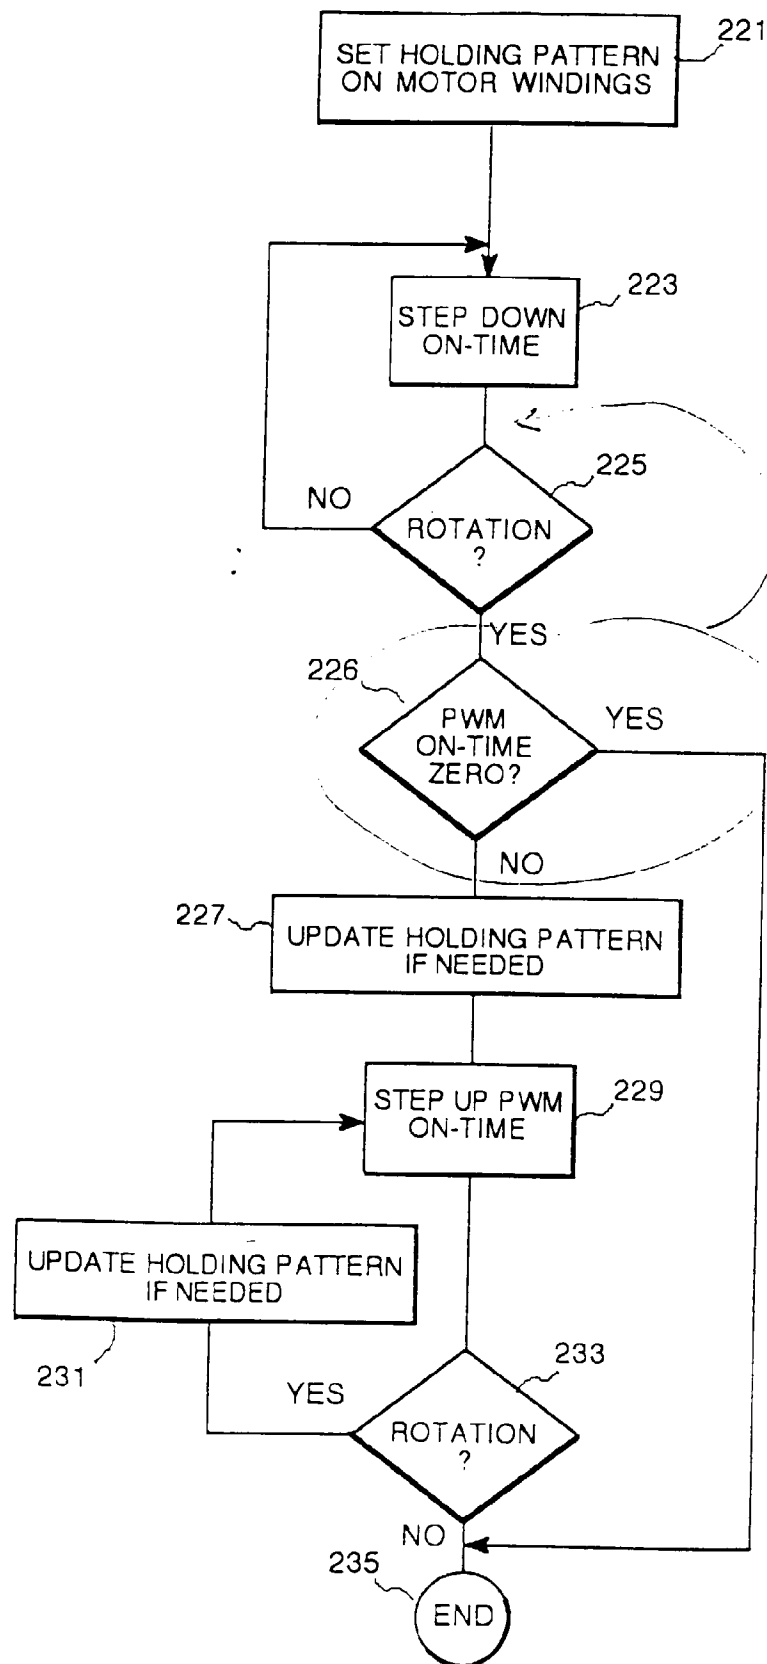 221
SET HOLDING PATTERN
ON MOTOR WINDINGS
223
STEP DOWN
ON-TIME
225
NO
ROTATION
?
YES
226
PWM
ON-TIME
ZERO?
YES
NO
227
UPDATE HOLDING PATTERN
IF NEEDED
STEP UP PWM
ON-TIME
229
UPDATE HOLDING PATTERN
IF NEEDED
231
233
YES
ROTATION
?
NO
235
END